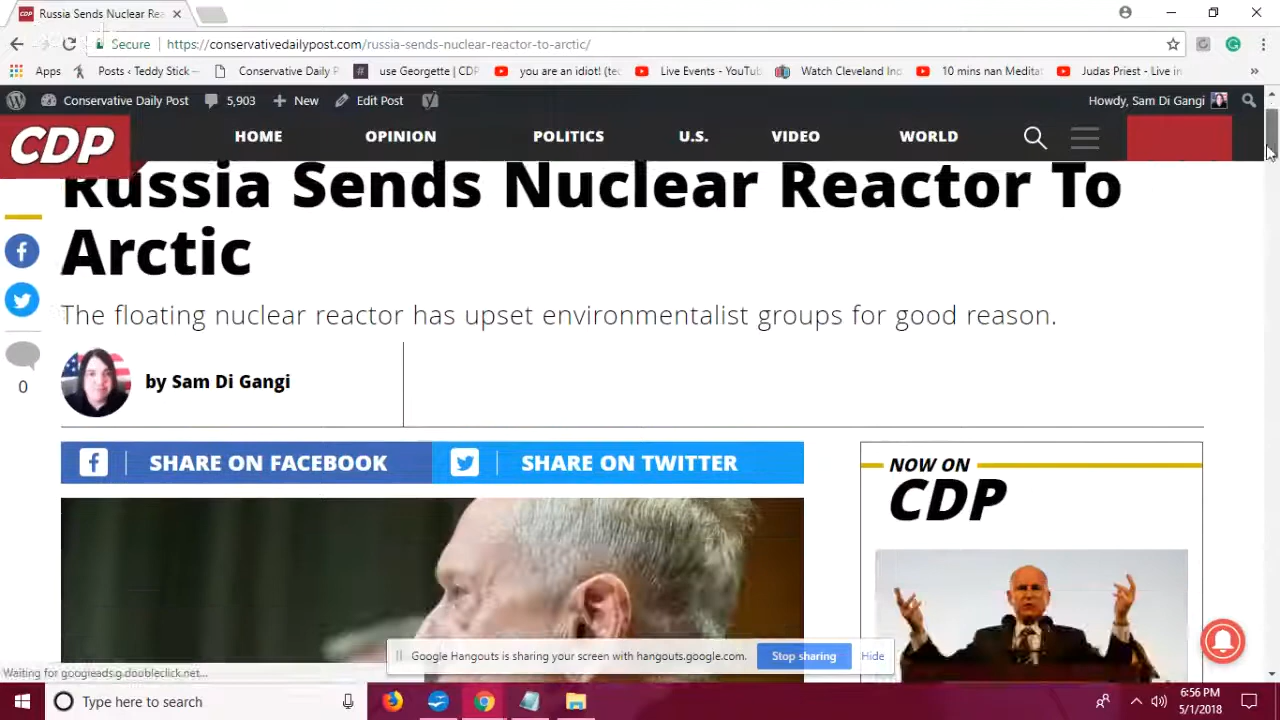 CDP Russia Sends Nuclear Rea
Secure https://conservativedailypost.com/russia-sends-nuclear-reactor-to-arctic/
Apps Posts ‹ Teddy Stick — Conservative Daily P # use Georgette | CDP you are an idiot! (tec Live Events - YouTub Watch Cleveland Ind 10 mins nan Meditat Judas Priest - Live in »
Conservative Daily Post 5,903 + New Edit Post Howdy, Sam Di Gangi
CDP HOME OPINION POLITICS U.S. VIDEO WORLD
Russia Sends Nuclear Reactor To
Arctic
The floating nuclear reactor has upset environmentalist groups for good reason.
by Sam Di Gangi
0
SHARE ON FACEBOOK SHARE ON TWITTER
NOW ON
CDP
Google Hangouts is sharing your screen with hangouts.google.com. Stop sharing Hide
Waiting for googleads.g.doubleclick.net...
Type here to search
6:56 PM
5/1/2018